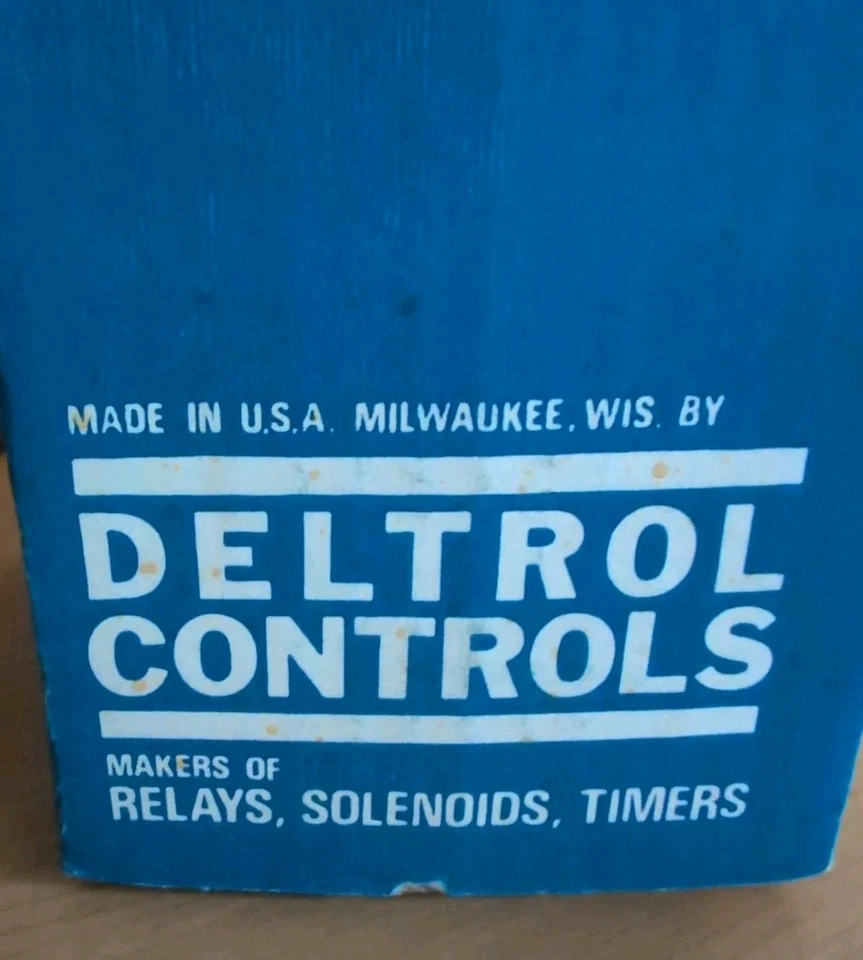 MADE IN U.S.A. MILWAUKEE, WIS. BY
DELTROL
CONTROLS
MAKERS OF
RELAYS, SOLENOIDS, TIMERS